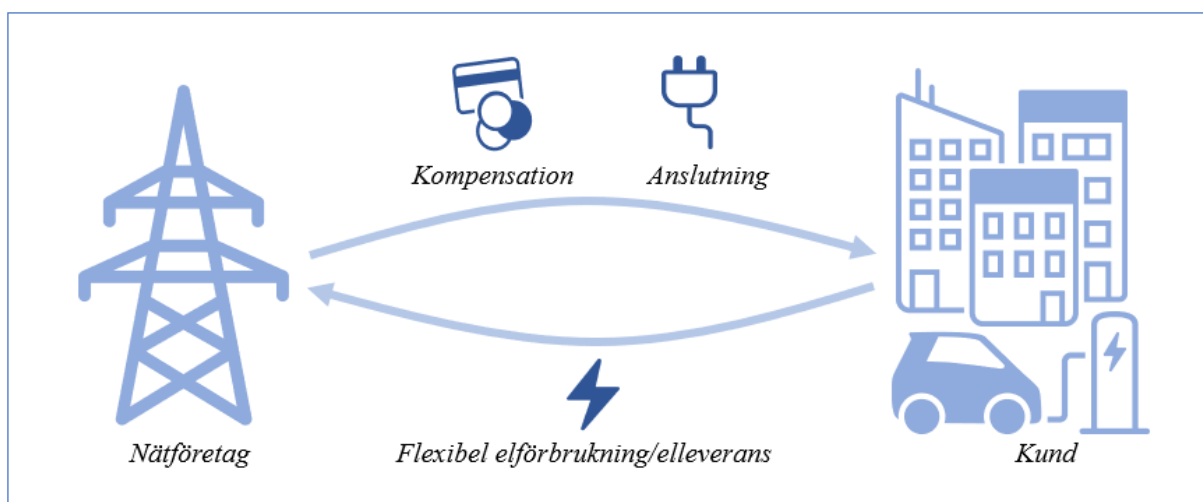 Kompensation
Anslutning
Nätföretag
Flexibel elförbrukning/elleverans
Kund